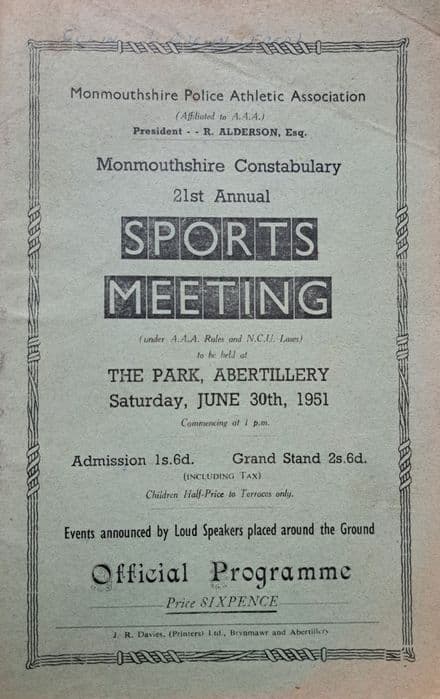 Monmouthshire Police Athletic Association
(Affiliated to A.A.A.)
President - - R. ALDERSON, Esq.
Monmouthshire Constabulary
21st Annual
SPORTS
MEETING
(under A.A.A. Rules and N.C.U. Laws)
to be held at
THE PARK, ABERTILLERY
Saturday, JUNE 30th, 1951
Commencing at 1 p.m.
Admission 1s.6d. Grand Stand 2s.6d.
(INCLUDING TAX)
Children Half-Price to Terraces only.
Events announced by Loud Speakers placed around the Ground
Official Programme
Price SIXPENCE
J. R. Davies, (Printers) Ltd., Brynmawr and Abertillery